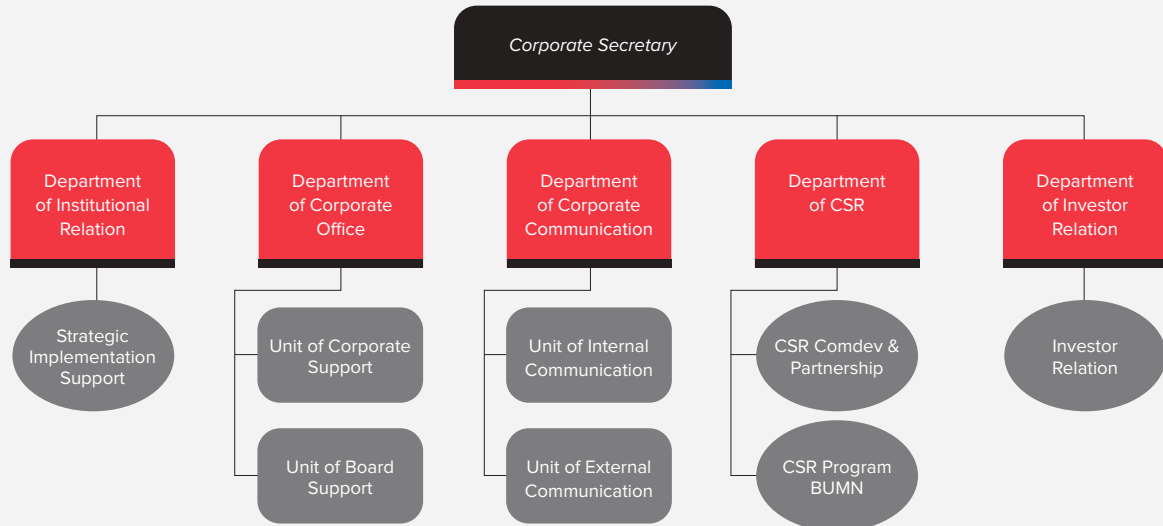 Corporate Secretary
Department
of Institutional
Relation
Department
of Corporate
Office
Department
of Corporate
Communication
Department
of CSR
Department
of Investor
Relation
Strategic
Implementation
Support
Unit of Corporate
Support
Unit of Internal
Communication
CSR Comdev &
Partnership
Investor
Relation
Unit of Board
Support
Unit of External
Communication
CSR Program
BUMN